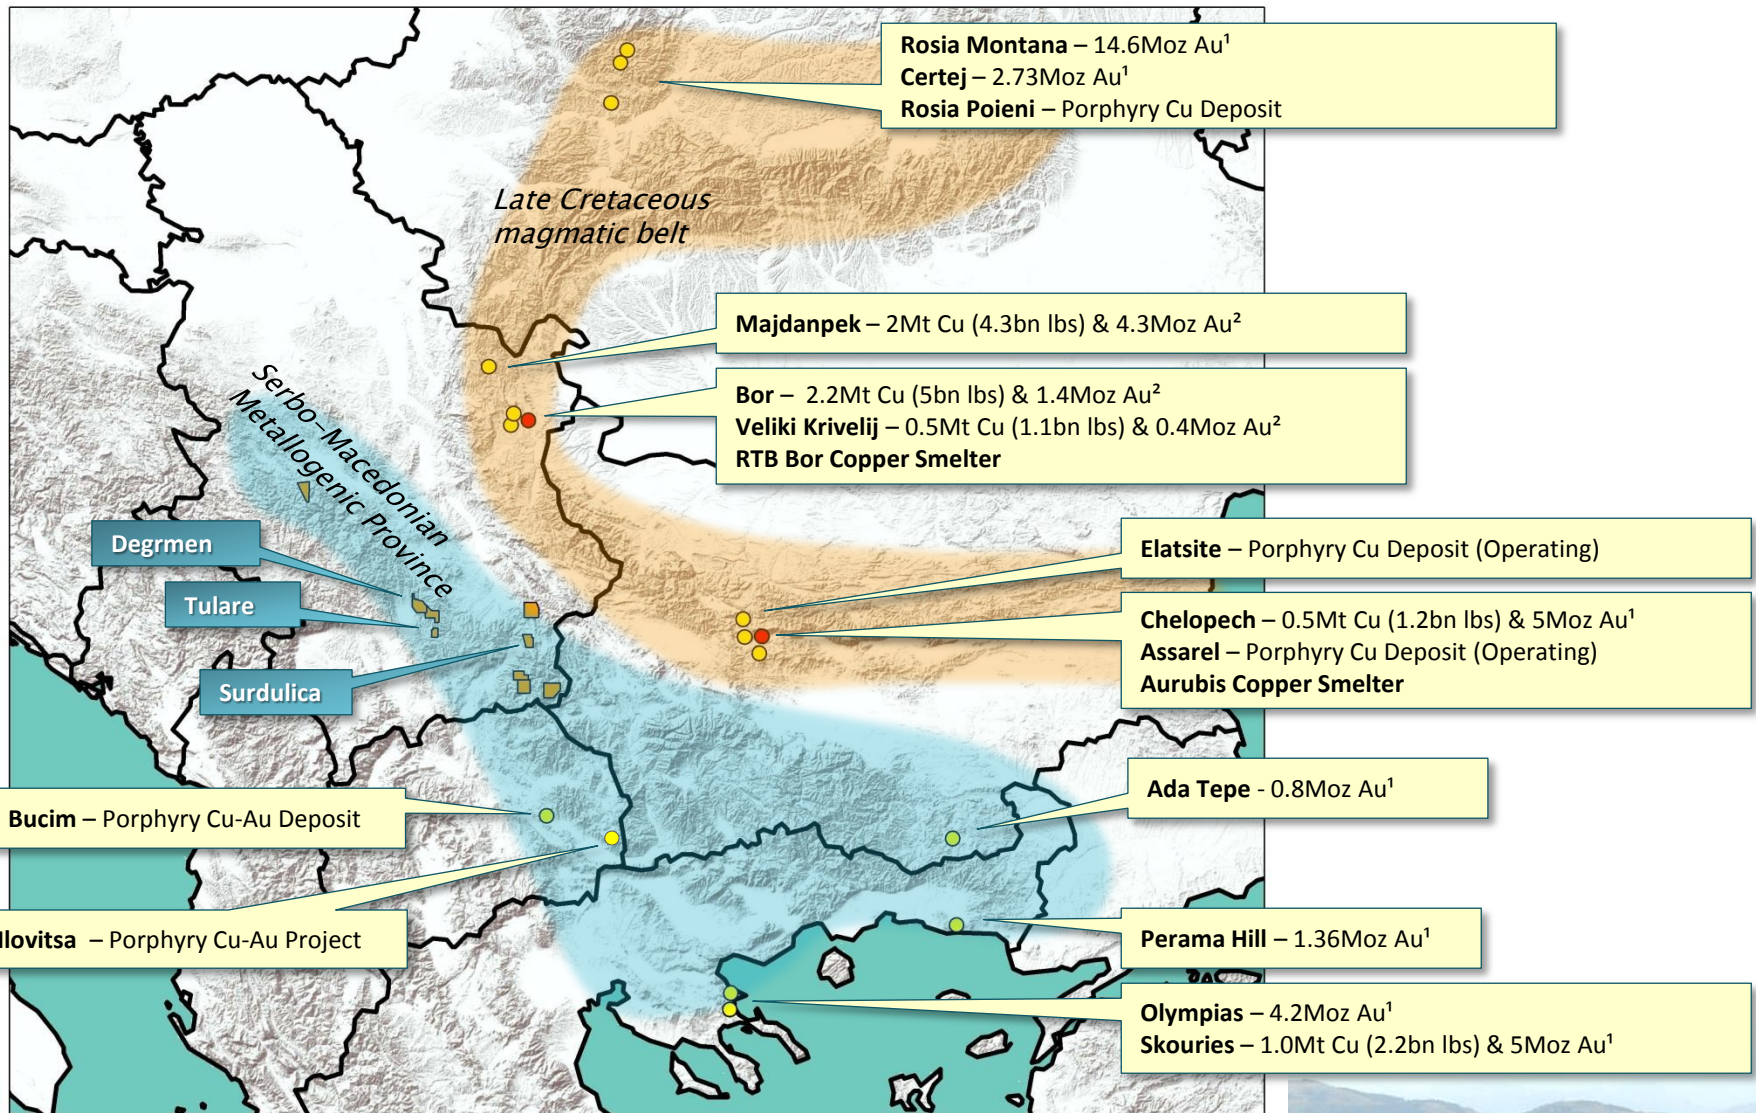 Rosia Montana – 14.6Moz Au¹
Certej – 2.73Moz Au¹
Rosia Poieni – Porphyry Cu Deposit
Late Cretaceous
magmatic belt
Majdanpek – 2Mt Cu (4.3bn lbs) & 4.3Moz Au²
Bor – 2.2Mt Cu (5bn lbs) & 1.4Moz Au²
Veliki Krivelij – 0.5Mt Cu (1.1bn lbs) & 0.4Moz Au²
RTB Bor Copper Smelter
Serbo-Macedonian
Metallogenic Province
Degrmen
Tulare
Surdulica
Elatsite – Porphyry Cu Deposit (Operating)
Chelopech – 0.5Mt Cu (1.2bn lbs) & 5Moz Au¹
Assarel – Porphyry Cu Deposit (Operating)
Aurubis Copper Smelter
Ada Tepe - 0.8Moz Au¹
Bucim – Porphyry Cu-Au Deposit
Ilovitsa – Porphyry Cu-Au Project
Perama Hill – 1.36Moz Au¹
Olympias – 4.2Moz Au¹
Skouries – 1.0Mt Cu (2.2bn lbs) & 5Moz Au¹